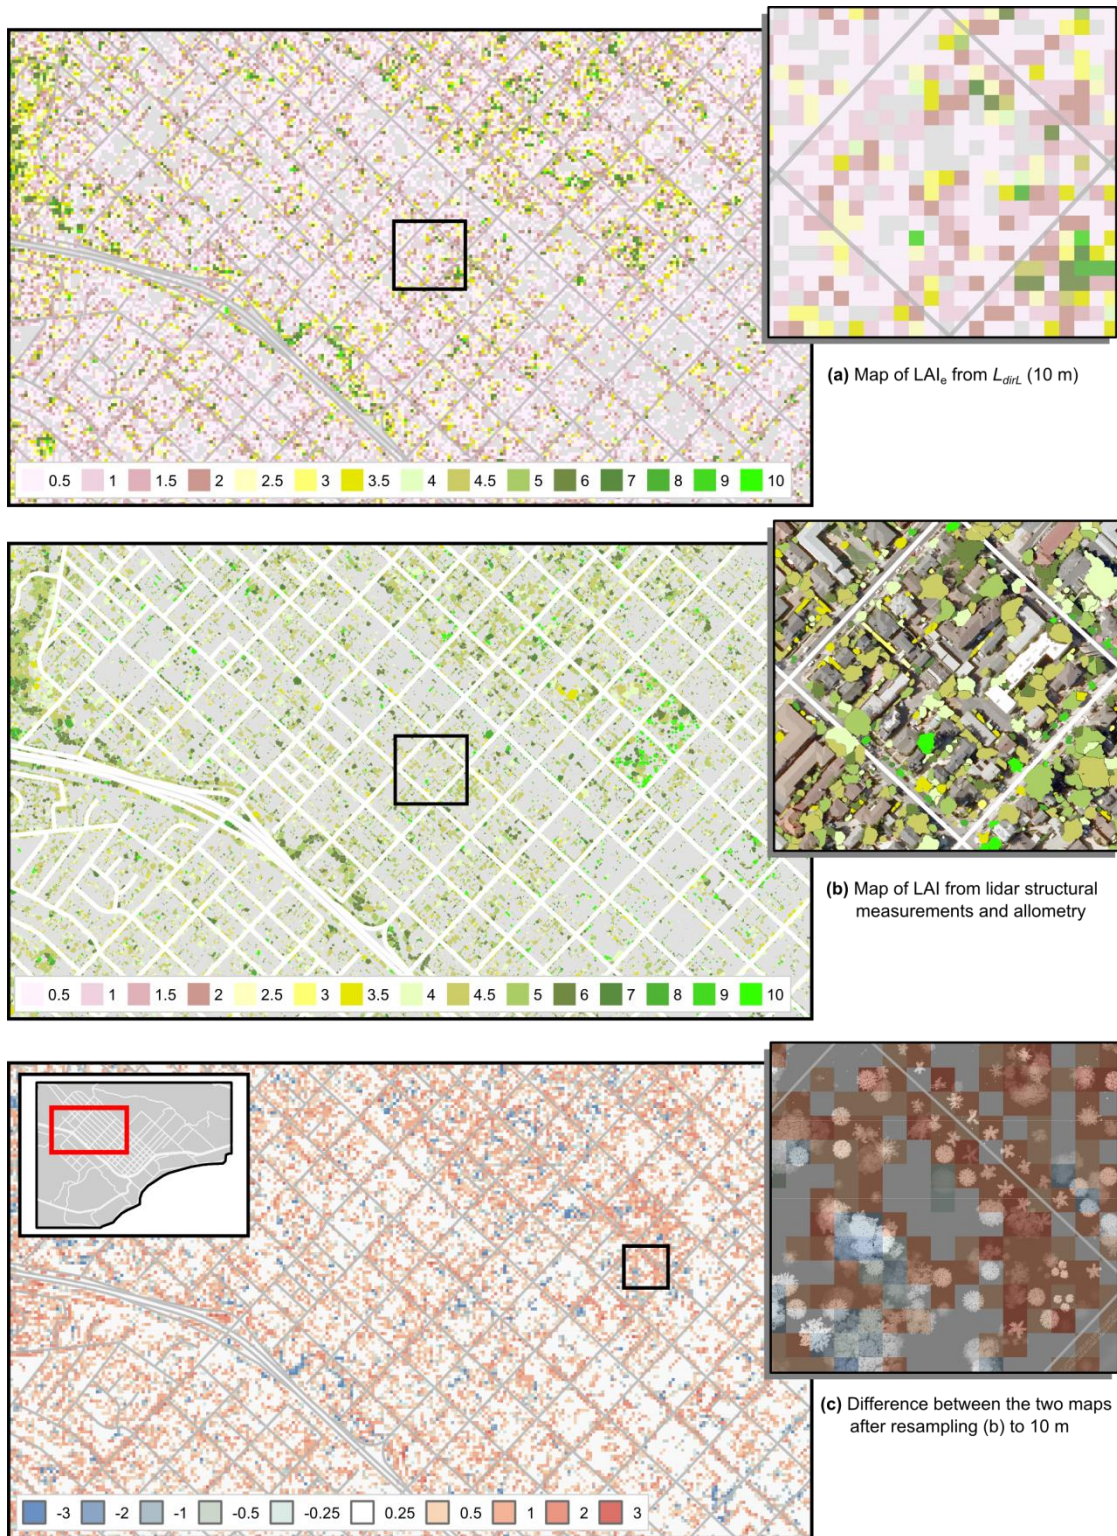 (a) Map of LAIe from LdirL (10 m)
0.5 1 1.5 2 2.5 3 3.5 4 4.5 5 6 7 8 9 10
(b) Map of LAI from lidar structural
measurements and allometry
0.5 1 1.5 2 2.5 3 3.5 4 4.5 5 6 7 8 9 10
(c) Difference between the two maps
after resampling (b) to 10 m
-3 -2 -1 -0.5 -0.25 0.25 0.5 1 2 3